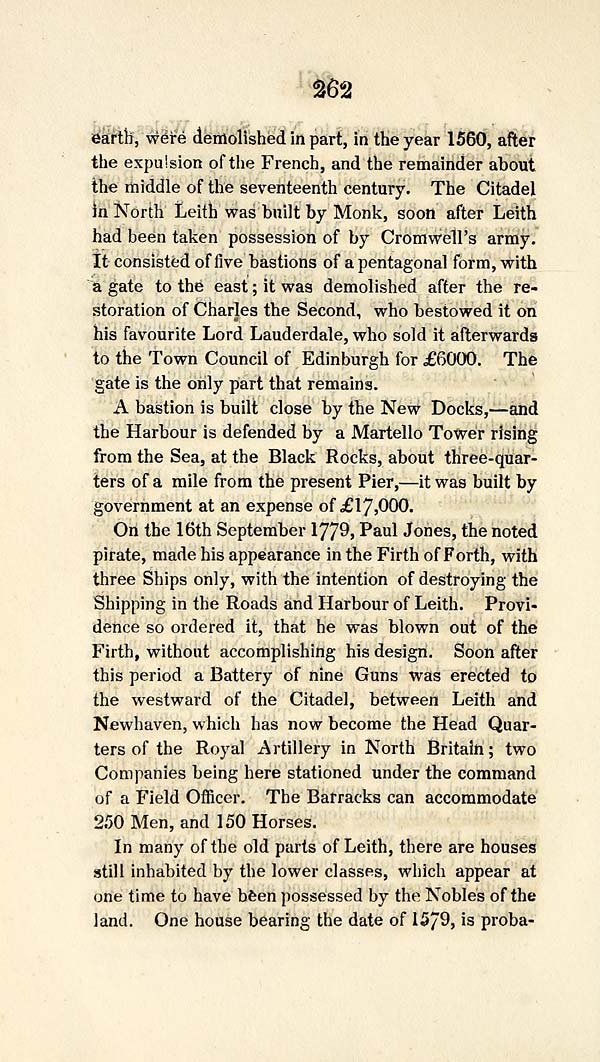 262
earth, were demolished in part, in the year 1560, after
the expulsion of the French, and the remainder about
the middle of the seventeenth century. The Citadel
in North Leith was built by Monk, soon after Leith
had been taken possession of by Cromwell's army.
It consisted of five bastions of a pentagonal form, with
a gate to the east; it was demolished after the re-
storation of Charles the Second, who bestowed it on
his favourite Lord Lauderdale, who sold it afterwards
to the Town Council of Edinburgh for £6000. The
gate is the only part that remains.
A bastion is built close by the New Docks,—and
the Harbour is defended by a Martello Tower rising
from the Sea, at the Black Rocks, about three-quar-
ters of a mile from the present Pier,—it was built by
government at an expense of £17,000.
On the 16th September 1779, Paul Jones, the noted
pirate, made his appearance in the Firth of Forth, with
three Ships only, with the intention of destroying the
Shipping in the Roads and Harbour of Leith. Provi-
dence so ordered it, that he was blown out of the
Firth, without accomplishing his design. Soon after
this period a Battery of nine Guns was erected to
the westward of the Citadel, between Leith and
Newhaven, which has now become the Head Quar-
ters of the Royal Artillery in North Britain; two
Companies being here stationed under the command
of a Field Officer. The Barracks can accommodate
250 Men, and 150 Horses.
In many of the old parts of Leith, there are houses
still inhabited by the lower classes, which appear at
one time to have been possessed by the Nobles of the
land. One house bearing the date of 1579, is proba-